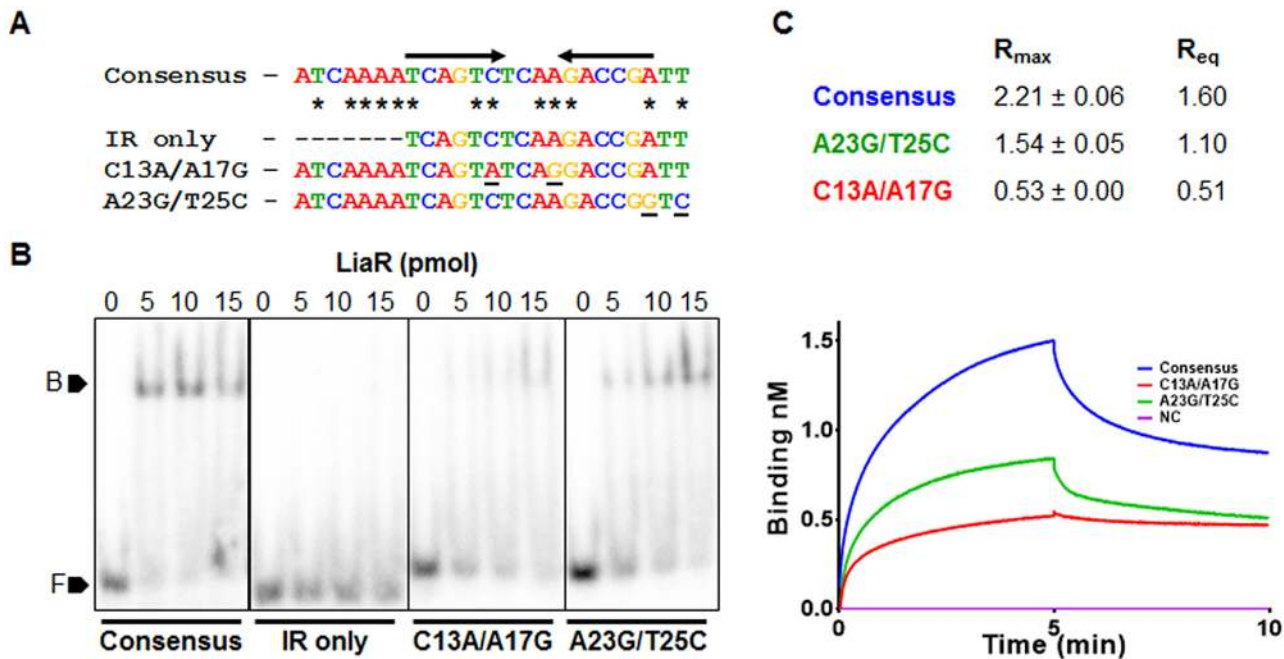 A
Consensus – ATCAAAATCAGTCTCAAGACCGATT
* ***** ** *** * *
IR only – -------TCAGTCTCAAGACCGATT
C13A/A17G – ATCAAAATCAGTATCAGGACCGATT
A23G/T25C – ATCAAAATCAGTCTCAAGACCGGTC
B
LiaR (pmol)
0 5 10 15 0 5 10 15 0 5 10 15 0 5 10 15
B
F
Consensus IR only C13A/A17G A23G/T25C
C
Rmax Req
Consensus 2.21 ± 0.06 1.60
A23G/T25C 1.54 ± 0.05 1.10
C13A/A17G 0.53 ± 0.00 0.51
Binding nM
1.5
1.0
0.5
0.0
Consensus
C13A/A17G
A23G/T25C
NC
0 5 10
Time (min)